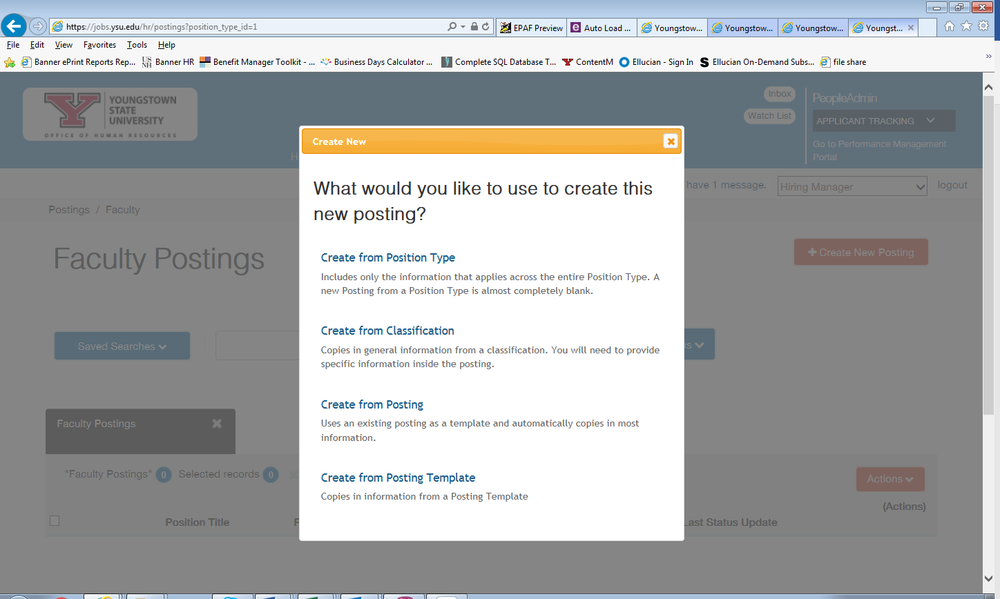 https://jobs.ysu.edu/hr/postings?position_type_id=1
EPAF Preview
Auto Load ...
Youngstow...
Youngstow...
Youngstow...
Youngst...
File Edit View Favorites Tools Help
Banner ePrint Reports Rep... Banner HR Benefit Manager Toolkit - ... Business Days Calculator ... Complete SQL Database T... ContentM Ellucian - Sign In Ellucian On-Demand Subs... file share
YOUNGSTOWN
STATE
UNIVERSITY
OFFICE OF HUMAN RESOURCES
Inbox
Watch List
PeopleAdmin
APPLICANT TRACKING
Go to Performance Management
Portal
have 1 message.
Hiring Manager
logout
Postings / Faculty
Faculty Postings
+ Create New Posting
Saved Searches
Create New
What would you like to use to create this
new posting?
Create from Position Type
Includes only the information that applies across the entire Position Type. A
new Posting from a Position Type is almost completely blank.
Create from Classification
Copies in general information from a classification. You will need to provide
specific information inside the posting.
Create from Posting
Uses an existing posting as a template and automatically copies in most
information.
Create from Posting Template
Copies in information from a Posting Template
Faculty Postings
"Faculty Postings" 0 Selected records 0
Actions
(Actions)
Position Title
Last Status Update